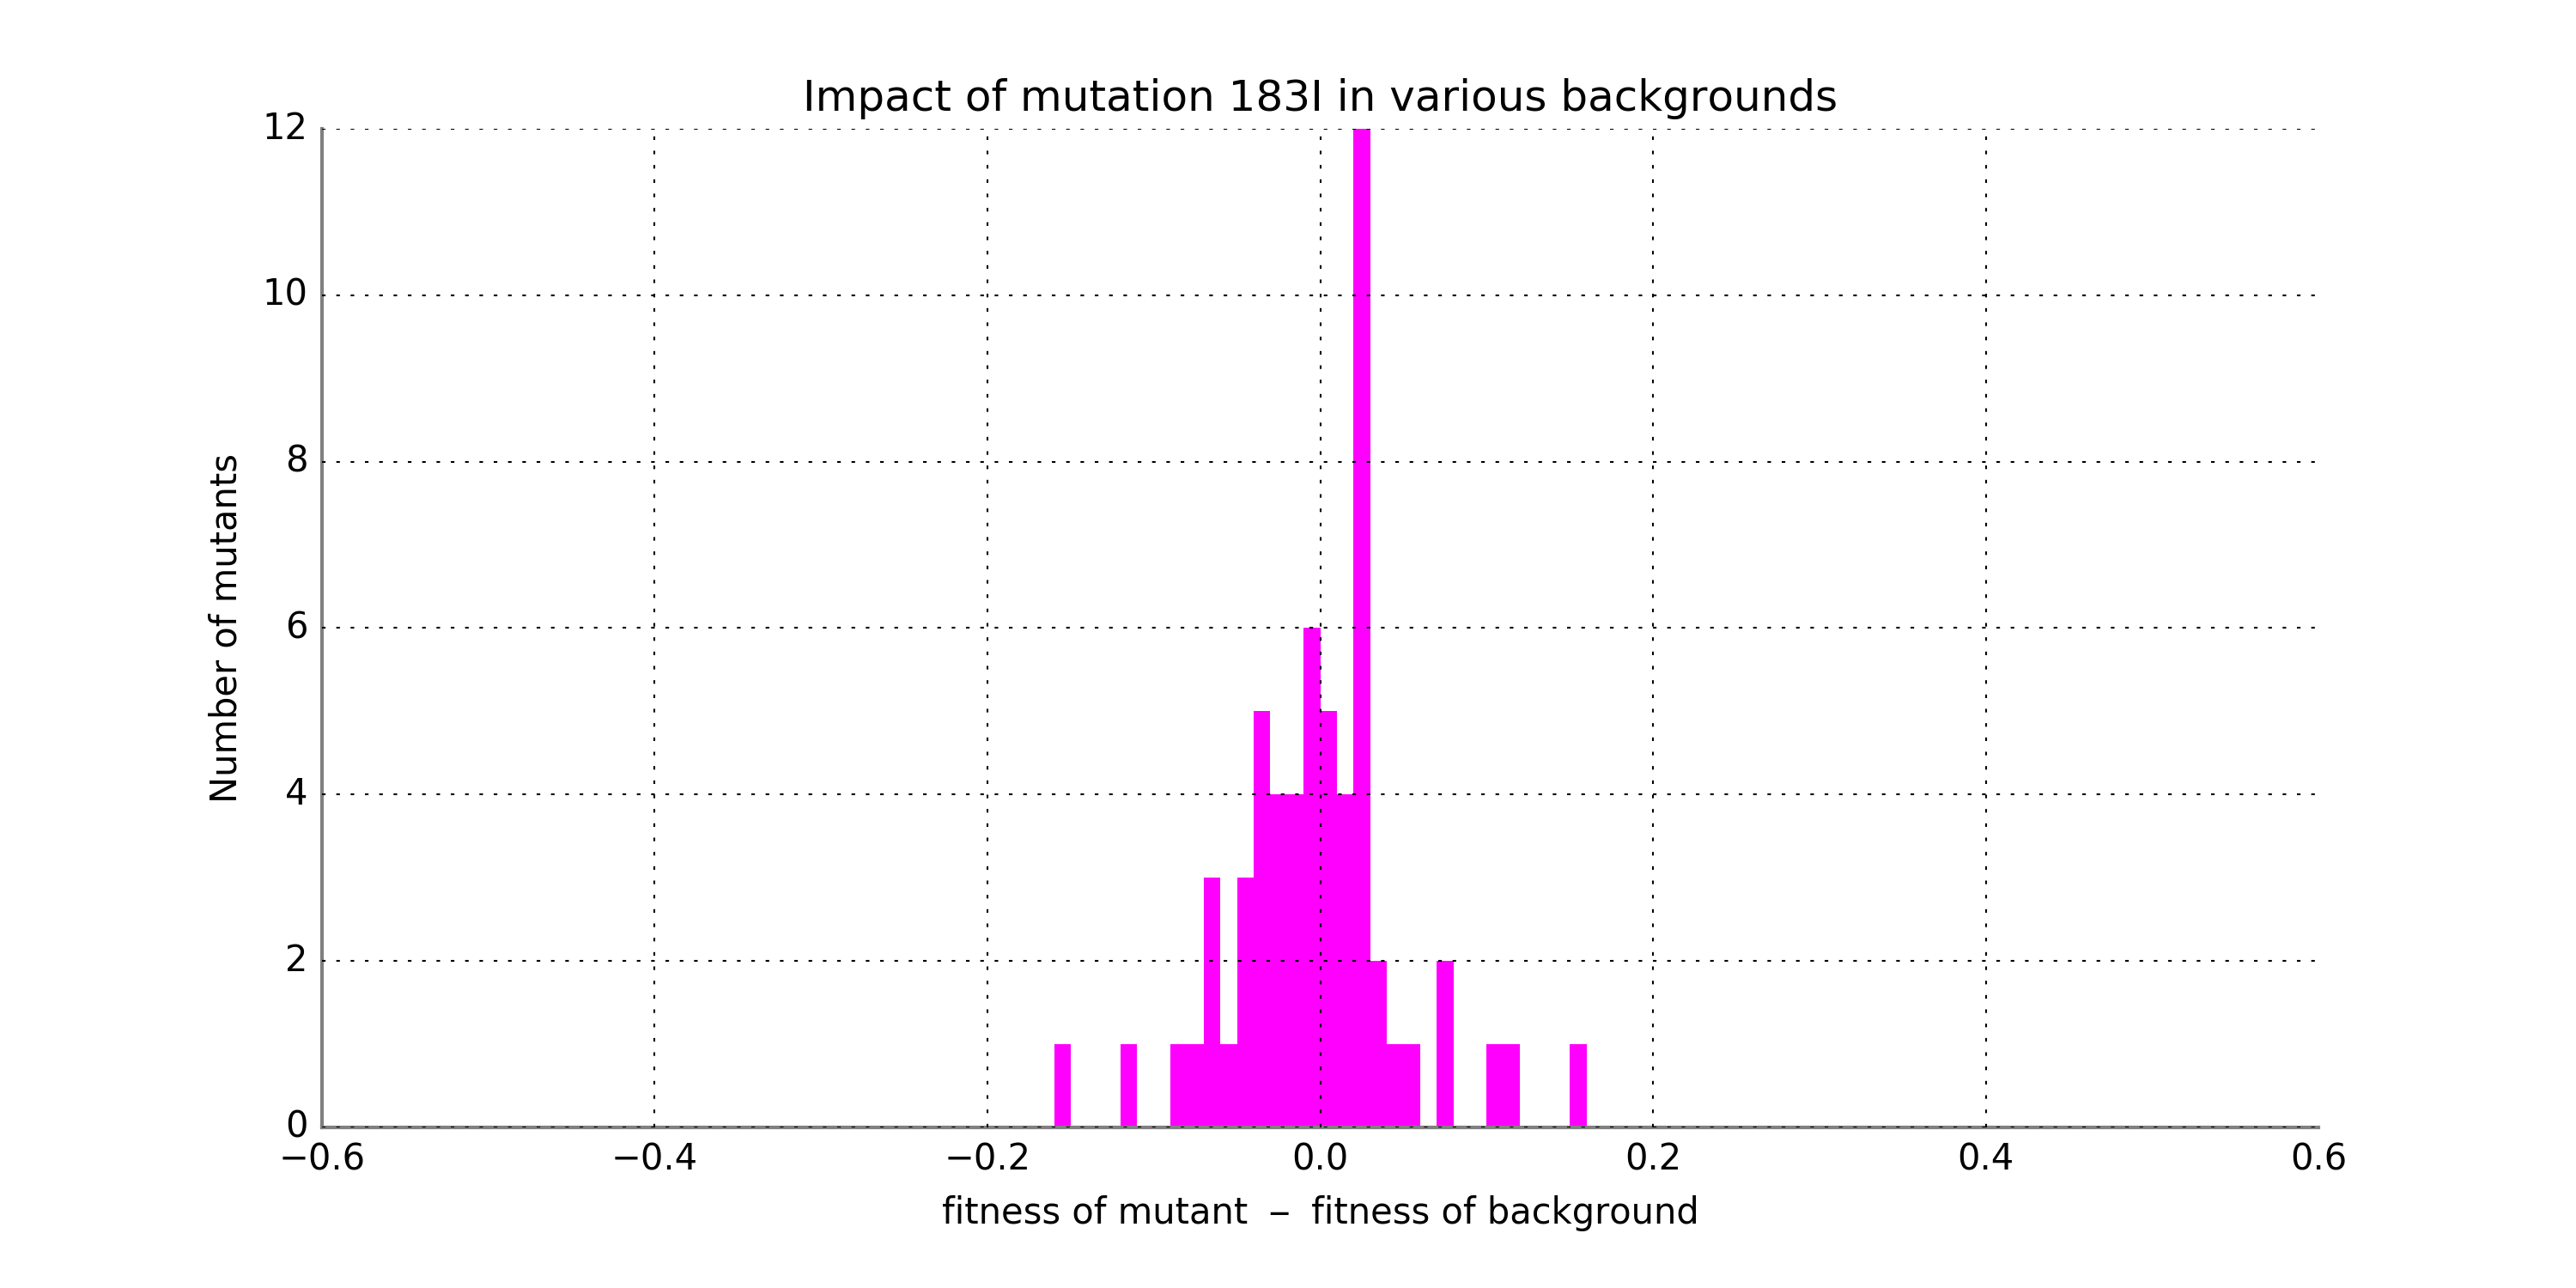 Impact of mutation 183I in various backgrounds
12
10
8
6
4
2
0
Number of mutants
−0.6 −0.4 −0.2 0.0 0.2 0.4 0.6
fitness of mutant − fitness of background